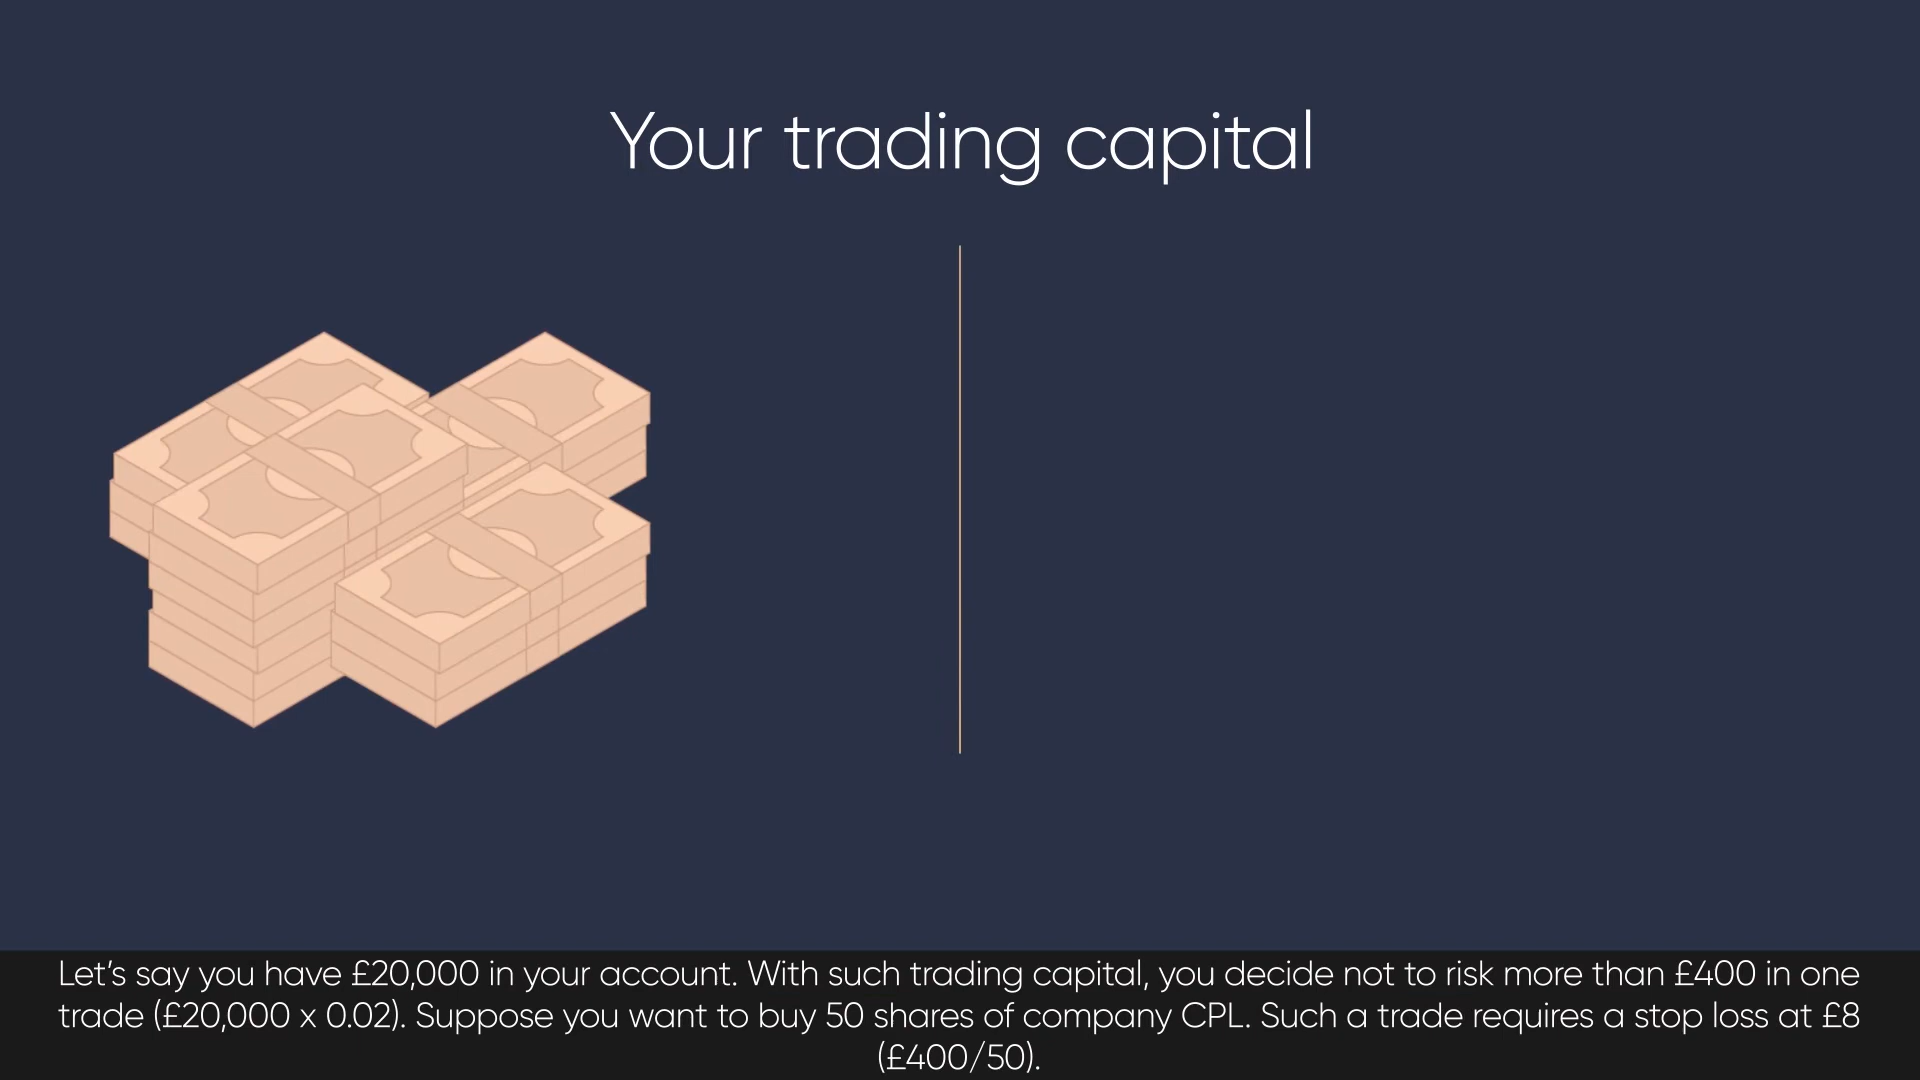 Your trading capital
Let’s say you have £20,000 in your account. With such trading capital, you decide not to risk more than £400 in one
trade (£20,000 x 0.02). Suppose you want to buy 50 shares of company CPL. Such a trade requires a stop loss at £8
(£400/50).